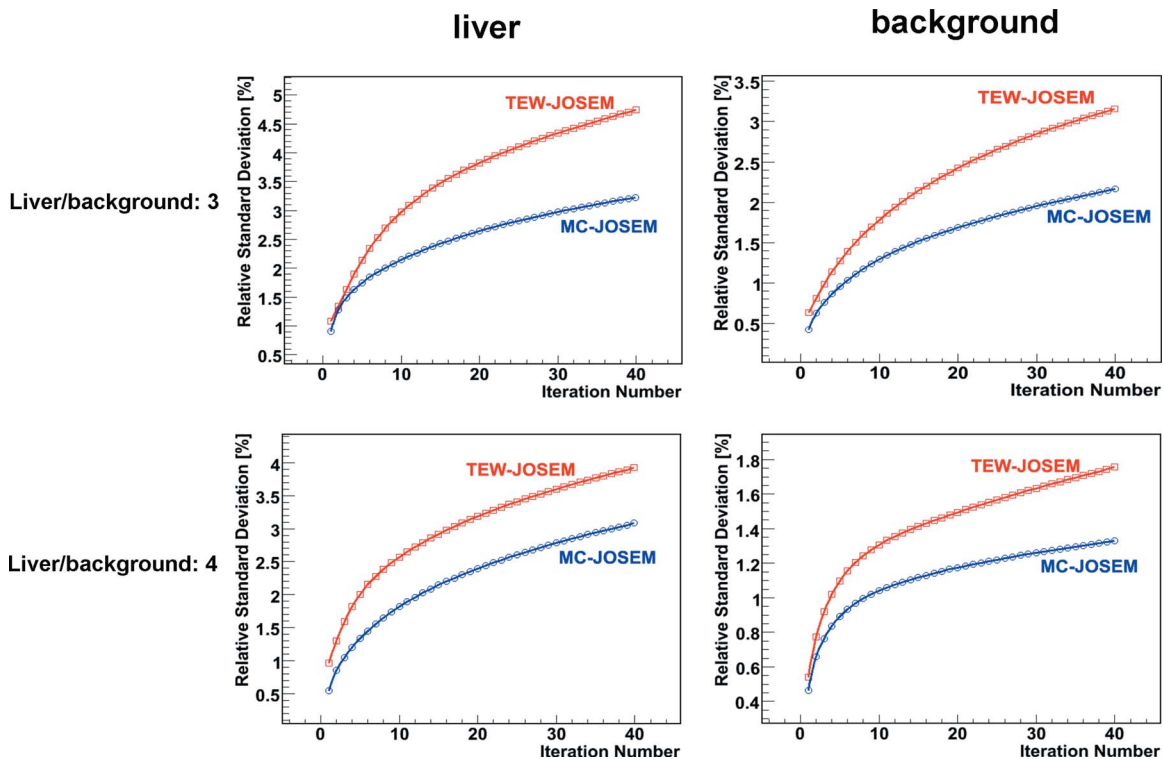 liver
background
Liver/background: 3
Relative Standard Deviation [%]
5
4.5
4
3.5
3
2.5
2
1.5
1
0.5
TEW-JOSEM
MC-JOSEM
0 10 20 30 40
Iteration Number
Relative Standard Deviation [%]
3.5
3
2.5
2
1.5
1
0.5
TEW-JOSEM
MC-JOSEM
0 10 20 30 40
Iteration Number
Liver/background: 4
Relative Standard Deviation [%]
4
3.5
3
2.5
2
1.5
1
0.5
TEW-JOSEM
MC-JOSEM
0 10 20 30 40
Iteration Number
Relative Standard Deviation [%]
1.8
1.6
1.4
1.2
1
0.8
0.6
0.4
TEW-JOSEM
MC-JOSEM
0 10 20 30 40
Iteration Number